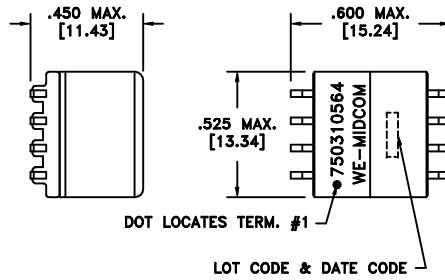 .450 MAX.
[11.43]
.600 MAX.
[15.24]
.525 MAX.
[13.34]
750310564
WE-MIDCOM
DOT LOCATES TERM. #1
LOT CODE & DATE CODE